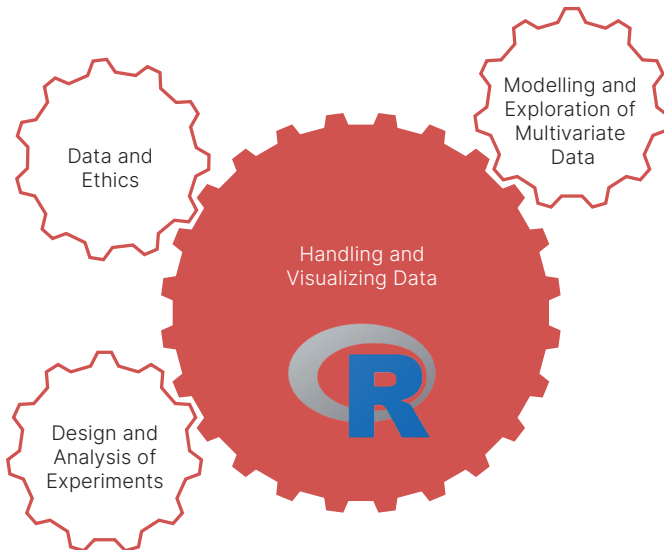 Modelling and
Exploration of
Multivariate
Data
Data and
Ethics
Handling and
Visualizing Data
R
Design and
Analysis of
Experiments